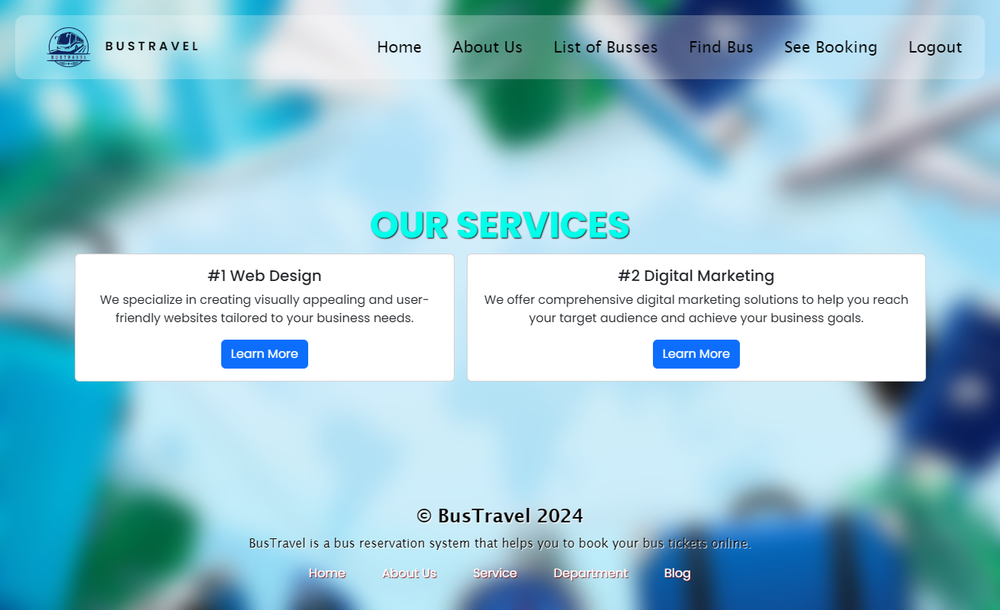 BUSTRAVEL
BUSTRAVEL
Home About Us List of Busses Find Bus See Booking Logout
OUR SERVICES
#1 Web Design
We specialize in creating visually appealing and user-
friendly websites tailored to your business needs.
Learn More
#2 Digital Marketing
We offer comprehensive digital marketing solutions to help you reach
your target audience and achieve your business goals.
Learn More
© BusTravel 2024
BusTravel is a bus reservation system that helps you to book your bus tickets online.
Home About Us Service Department Blog